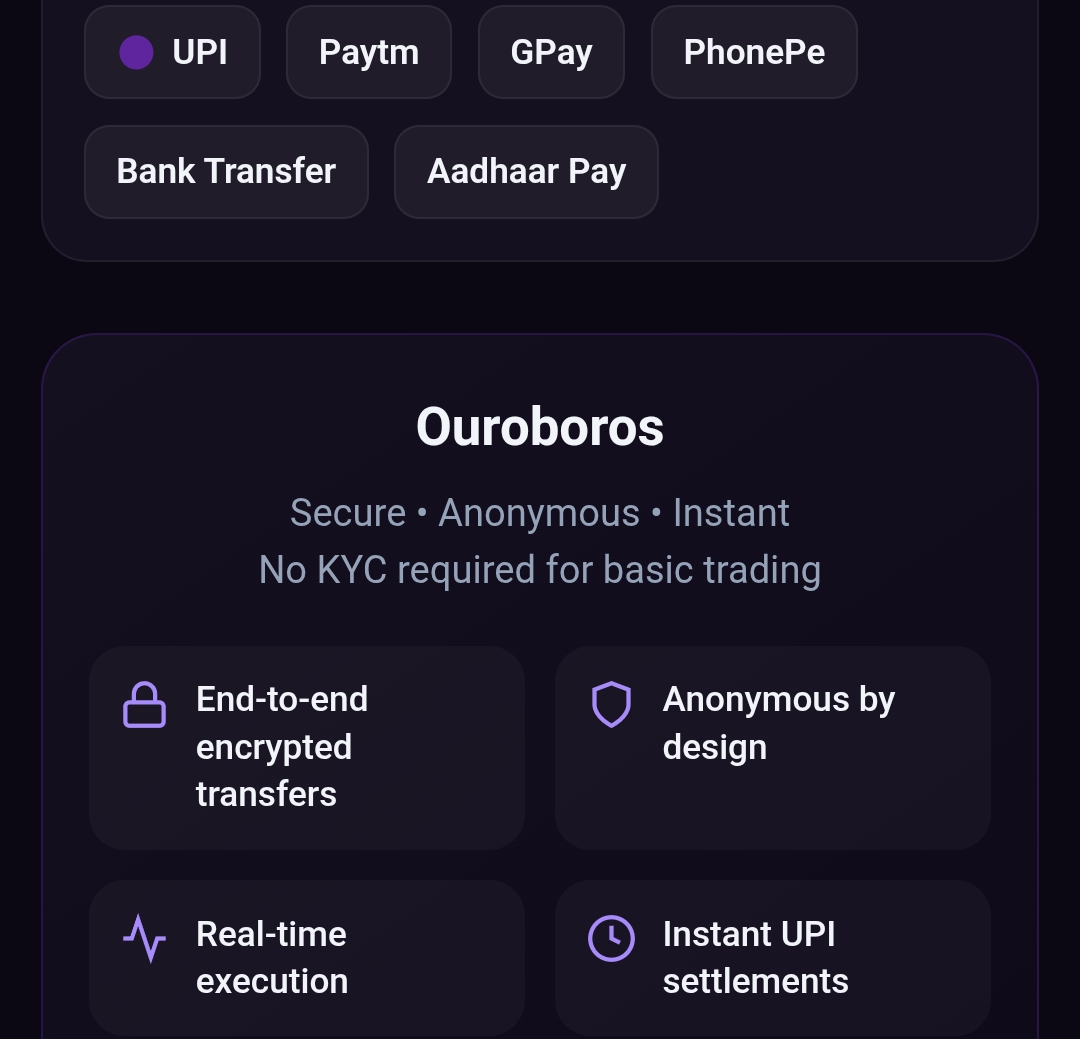 UPI Paytm GPay PhonePe
Bank Transfer Aadhaar Pay
Ouroboros
Secure • Anonymous • Instant
No KYC required for basic trading
End-to-end
encrypted
transfers
Anonymous by
design
Real-time
execution
Instant UPI
settlements